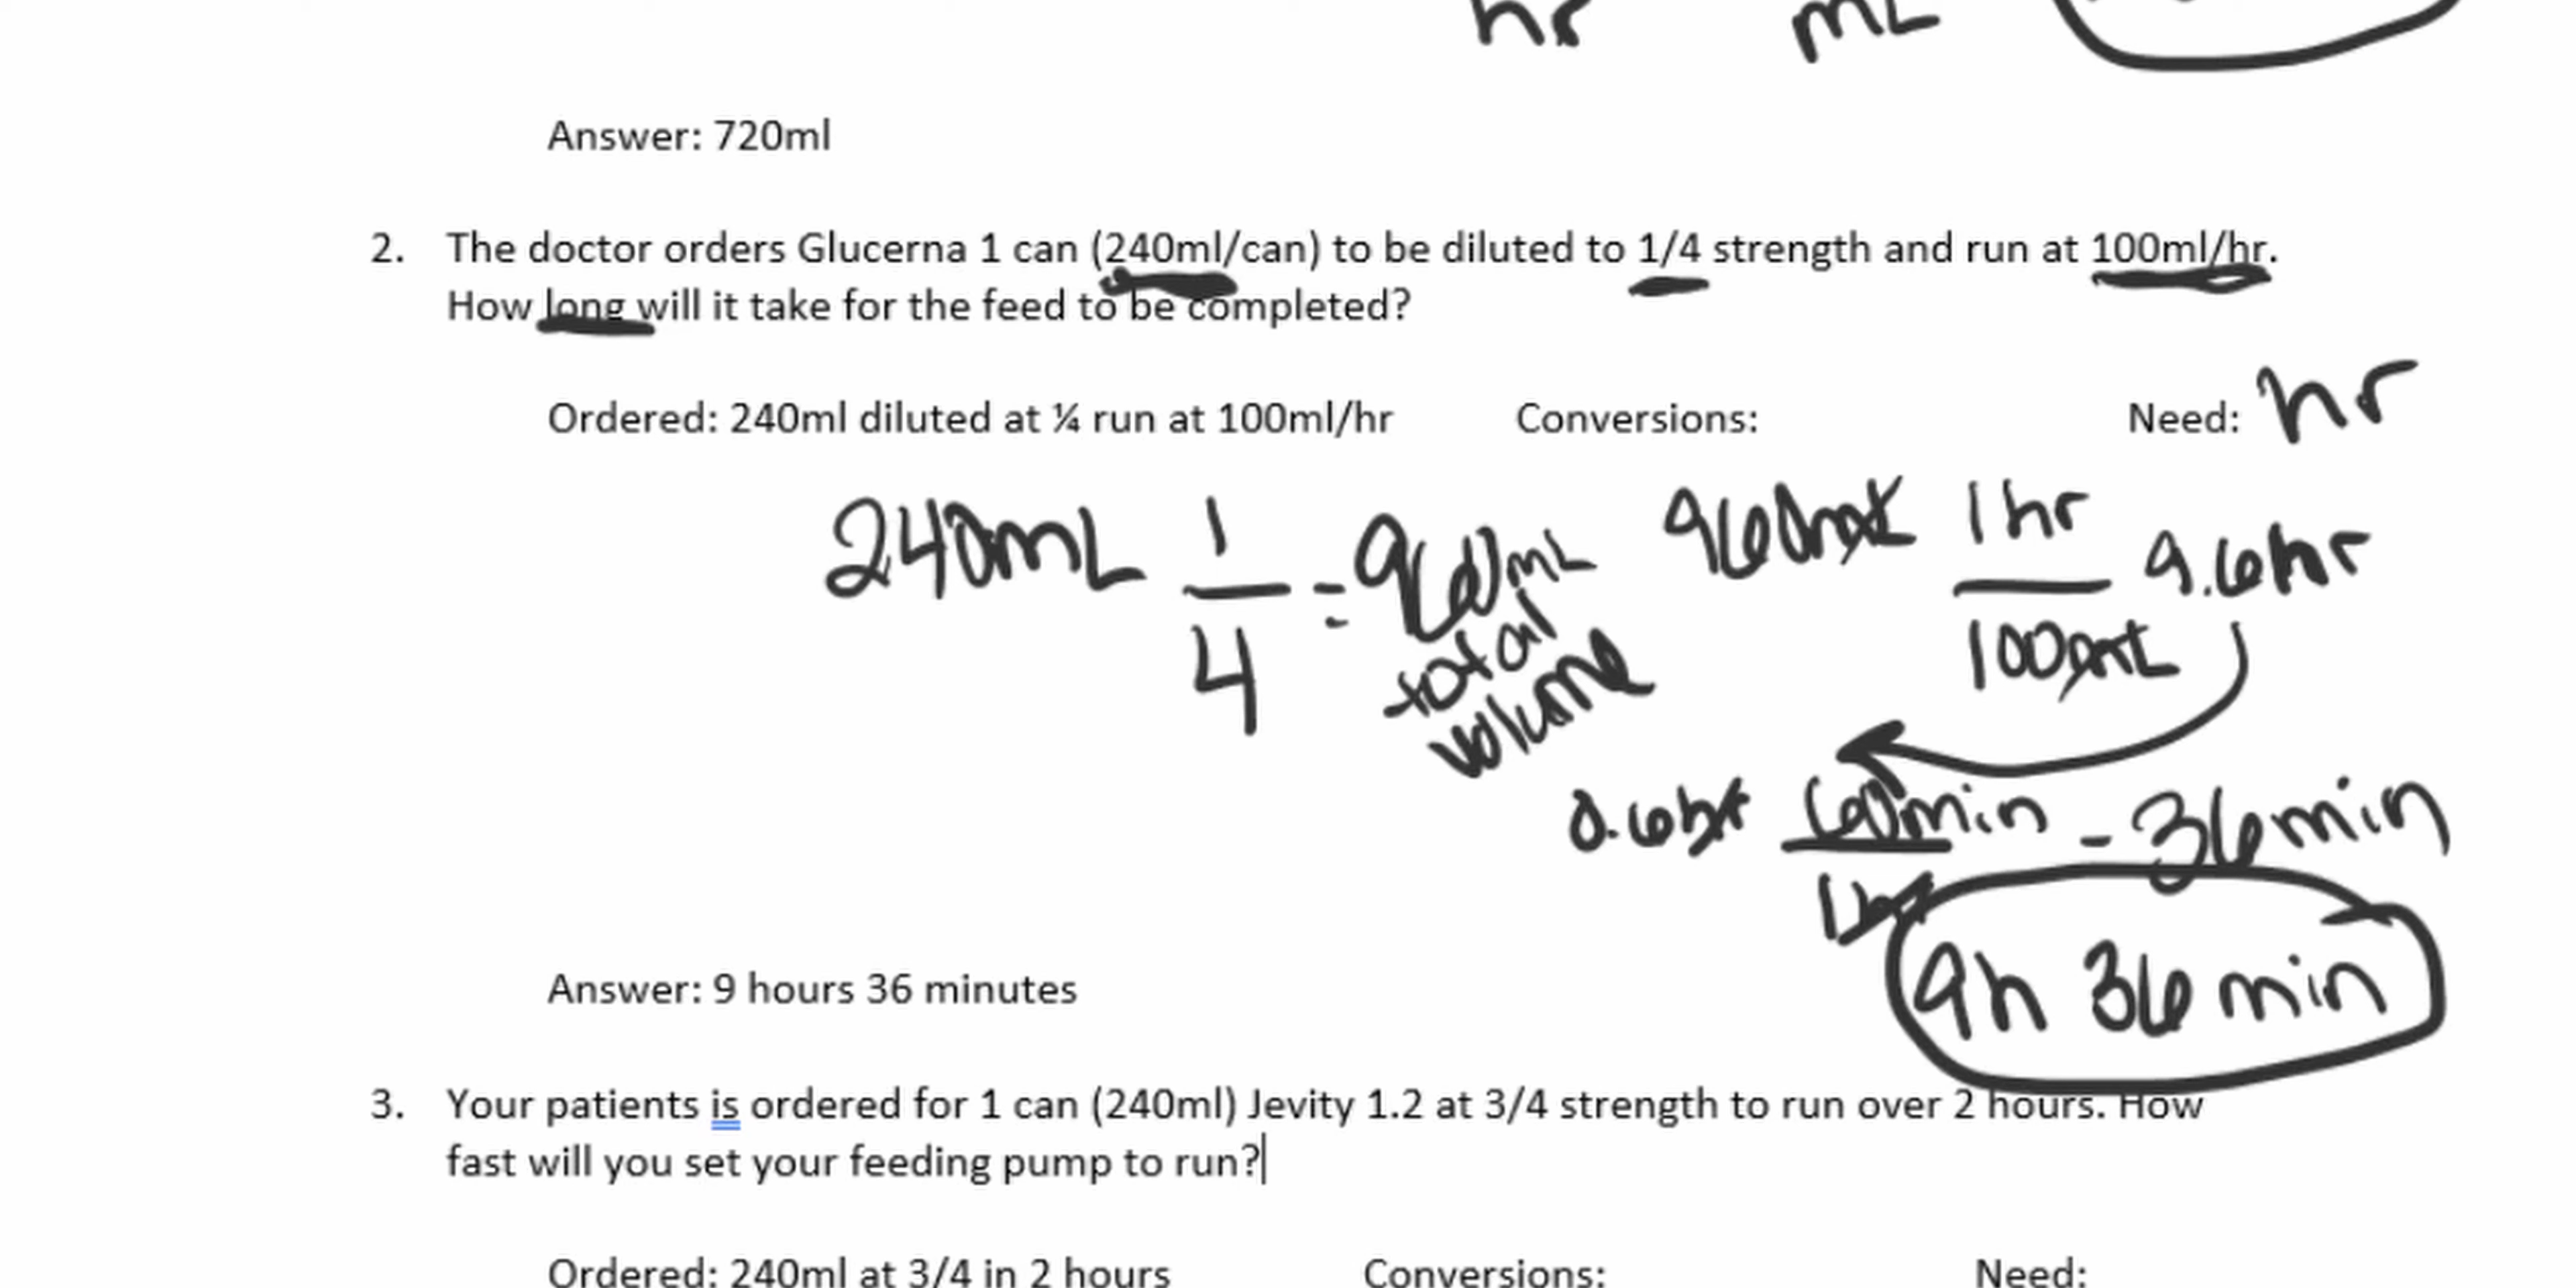 hr mL
Answer: 720ml
2. The doctor orders Glucerna 1 can (240ml/can) to be diluted to 1/4 strength and run at 100ml/hr.
How long will it take for the feed to be completed?
Ordered: 240ml diluted at ¼ run at 100ml/hr Conversions: Need: hr
240mL 1/4 = 960mL total volume 960mL 1hr/100mL 9.6hr
0.6hr 60min/1hr - 36min
9h 36min
Answer: 9 hours 36 minutes
3. Your patients is ordered for 1 can (240ml) Jevity 1.2 at 3/4 strength to run over 2 hours. How
fast will you set your feeding pump to run?
Ordered: 240ml at 3/4 in 2 hours Conversions: Need: